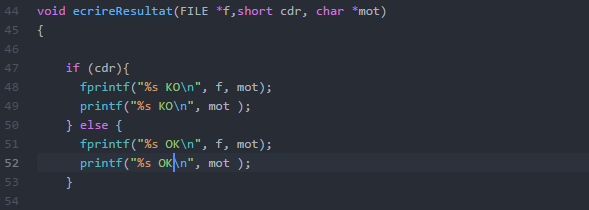 44 void ecrireResultat(FILE *f,short cdr, char *mot)
45 {
46
47 if (cdr){
48 fprintf("%s KO\n", f, mot);
49 printf("%s KO\n", mot );
50 } else {
51 fprintf("%s OK\n", f, mot);
52 printf("%s OK\n", mot );
53 }
54